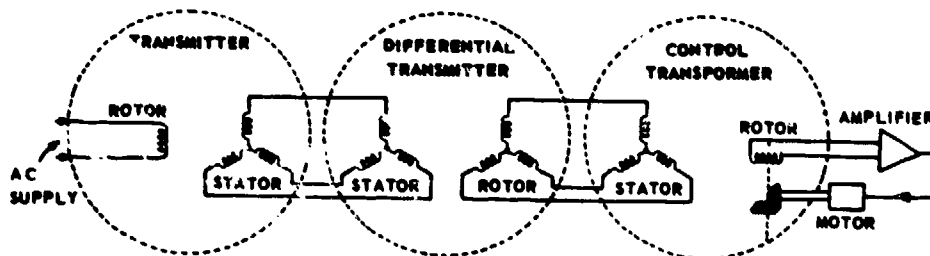 TRANSMITTER
DIFFERENTIAL
TRANSMITTER
CONTROL
TRANSFORMER
ROTOR
AC
SUPPLY
STATOR
STATOR
ROTOR
STATOR
ROTOR
AMPLIFIER
MOTOR